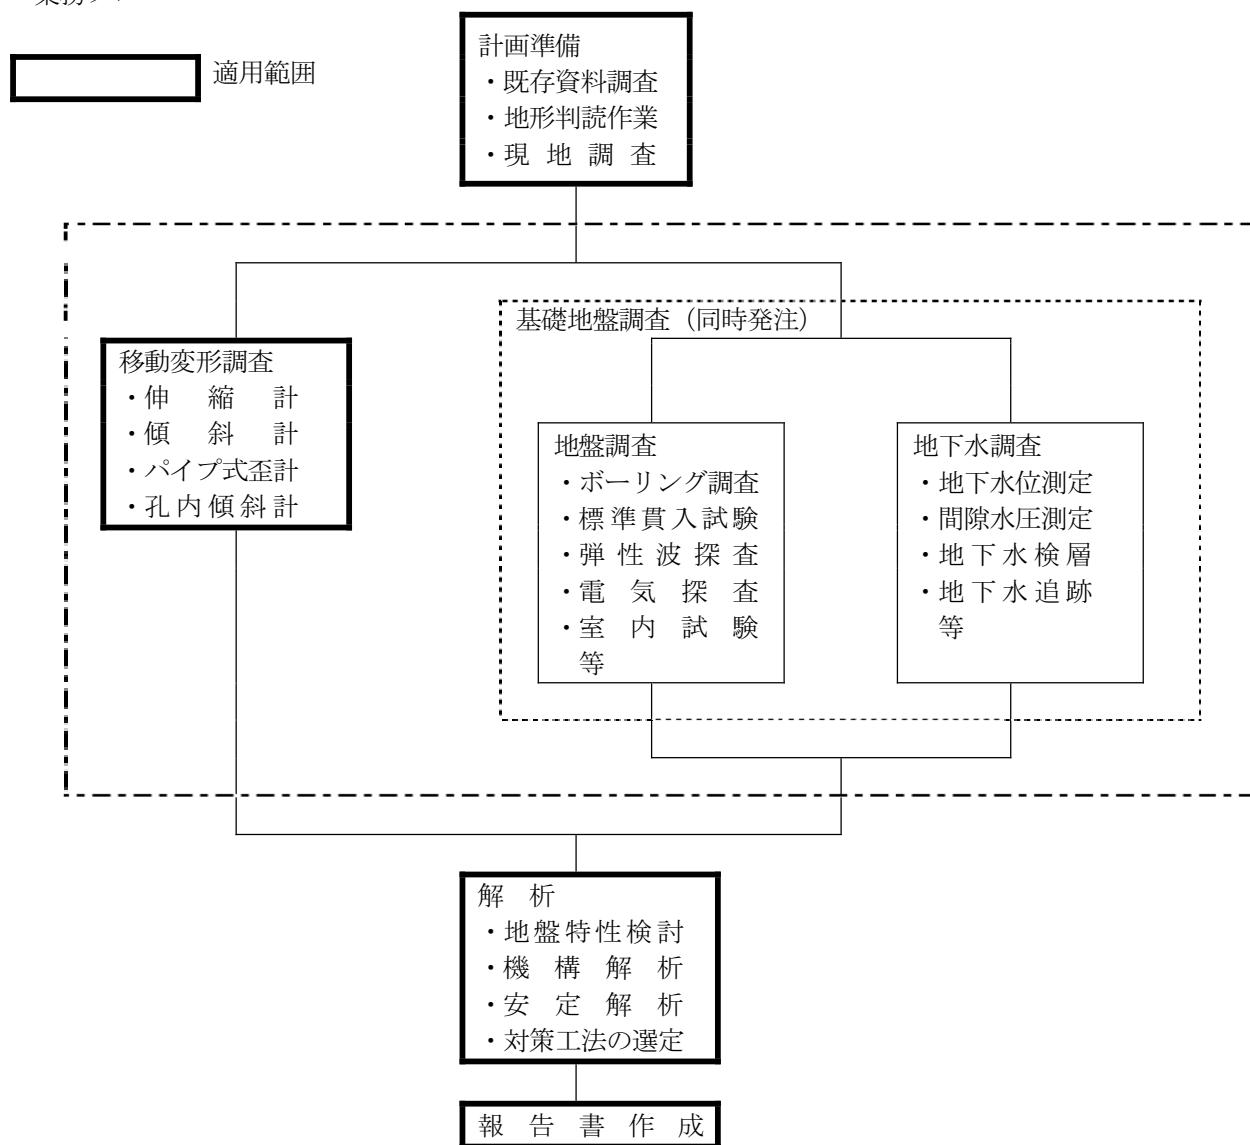 適用範囲
計画準備
・既存資料調査
・地形判読作業
・現地調査
基礎地盤調査（同時発注）
移動変形調査
・伸縮計
・傾斜計
・パイプ式歪計
・孔内傾斜計
地盤調査
・ボーリング調査
・標準貫入試験
・弾性波探査
・電気探査
・室内試験
等
地下水調査
・地下水位測定
・間隙水圧測定
・地下水検層
・地下水追跡
等
解析
・地盤特性検討
・機構解析
・安定解析
・対策工法の選定
報告書作成